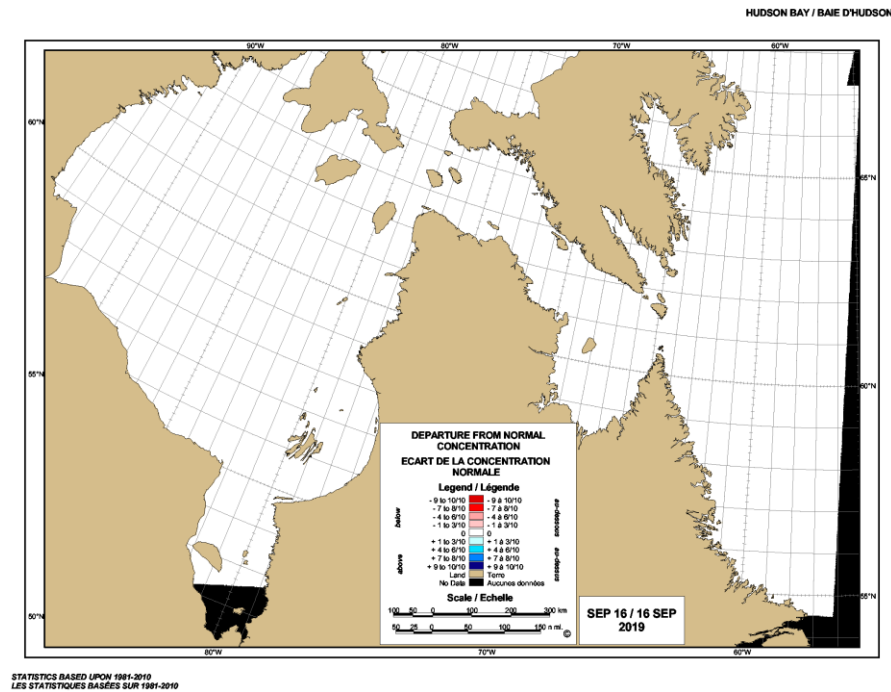 HUDSON BAY / BAIE D'HUDSON
90°W 80°W 70°W 60°W
60°N
65°N
55°N
60°N
50°N
55°N
80°W 70°W 60°W
DEPARTURE FROM NORMAL
CONCENTRATION
ECART DE LA CONCENTRATION
NORMALE
Legend / Légende
below
au-dessous
- 9 to 10/10 - 9 à 10/10
- 7 to 8/10 - 7 à 8/10
- 4 to 6/10 - 4 à 6/10
- 1 to 3/10 - 1 à 3/10
0 0
above
au-dessus
+ 1 to 3/10 + 1 à 3/10
+ 4 to 6/10 + 4 à 6/10
+ 7 to 8/10 + 7 à 8/10
+ 9 to 10/10 + 9 à 10/10
Land Terre
No Data Aucunes données
Scale / Echelle
100 50 0 100 200 300 km
50 25 0 50 100 150 n mi.
©
SEP 16 / 16 SEP
2019
STATISTICS BASED UPON 1981-2010
LES STATISTIQUES BASÉES SUR 1981-2010